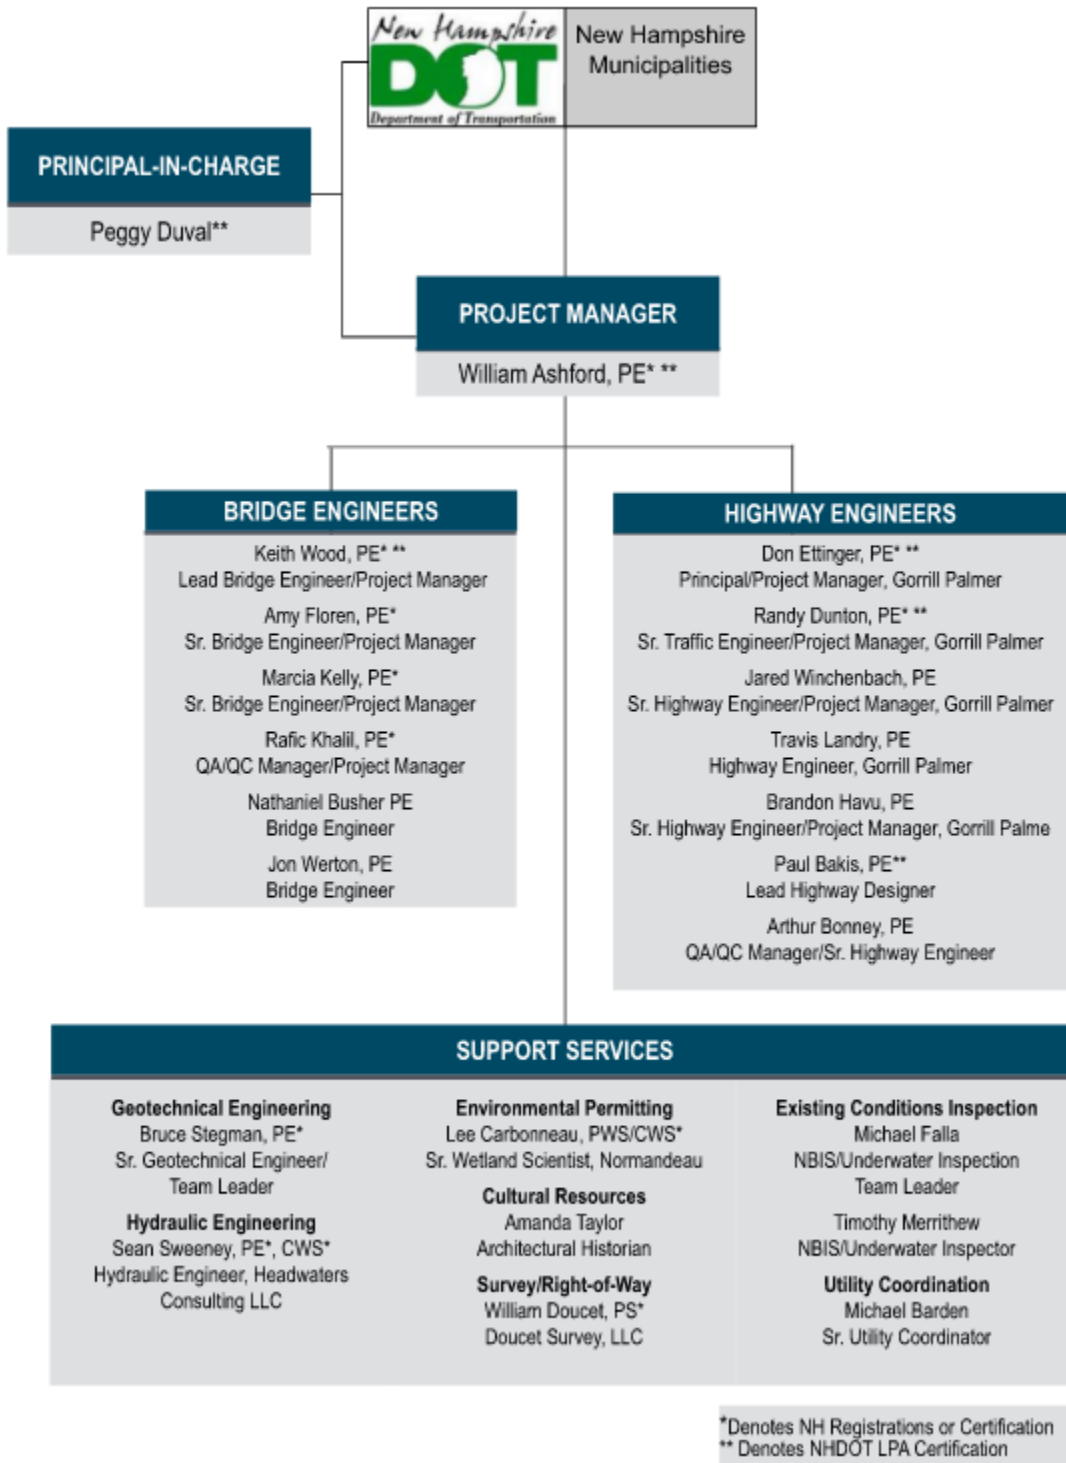 New Hampshire
DOT
Department of Transportation
New Hampshire
Municipalities
PRINCIPAL-IN-CHARGE
Peggy Duval**
PROJECT MANAGER
William Ashford, PE* **
BRIDGE ENGINEERS
Keith Wood, PE* **
Lead Bridge Engineer/Project Manager
Amy Floren, PE*
Sr. Bridge Engineer/Project Manager
Marcia Kelly, PE*
Sr. Bridge Engineer/Project Manager
Rafic Khalil, PE*
QA/QC Manager/Project Manager
Nathaniel Busher PE
Bridge Engineer
Jon Werton, PE
Bridge Engineer
HIGHWAY ENGINEERS
Don Ettinger, PE* **
Principal/Project Manager, Gorrill Palmer
Randy Dunton, PE* **
Sr. Traffic Engineer/Project Manager, Gorrill Palmer
Jared Winchenbach, PE
Sr. Highway Engineer/Project Manager, Gorrill Palmer
Travis Landry, PE
Highway Engineer, Gorrill Palmer
Brandon Havu, PE
Sr. Highway Engineer/Project Manager, Gorrill Palme
Paul Bakis, PE**
Lead Highway Designer
Arthur Bonney, PE
QA/QC Manager/Sr. Highway Engineer
SUPPORT SERVICES
Geotechnical Engineering
Bruce Stegman, PE*
Sr. Geotechnical Engineer/
Team Leader
Hydraulic Engineering
Sean Sweeney, PE*, CWS*
Hydraulic Engineer, Headwaters
Consulting LLC
Environmental Permitting
Lee Carbonneau, PWS/CWS*
Sr. Wetland Scientist, Normandeau
Cultural Resources
Amanda Taylor
Architectural Historian
Survey/Right-of-Way
William Doucet, PS*
Doucet Survey, LLC
Existing Conditions Inspection
Michael Falla
NBIS/Underwater Inspection
Team Leader
Timothy Merrithew
NBIS/Underwater Inspector
Utility Coordination
Michael Barden
Sr. Utility Coordinator
*Denotes NH Registrations or Certification
** Denotes NHDOT LPA Certification